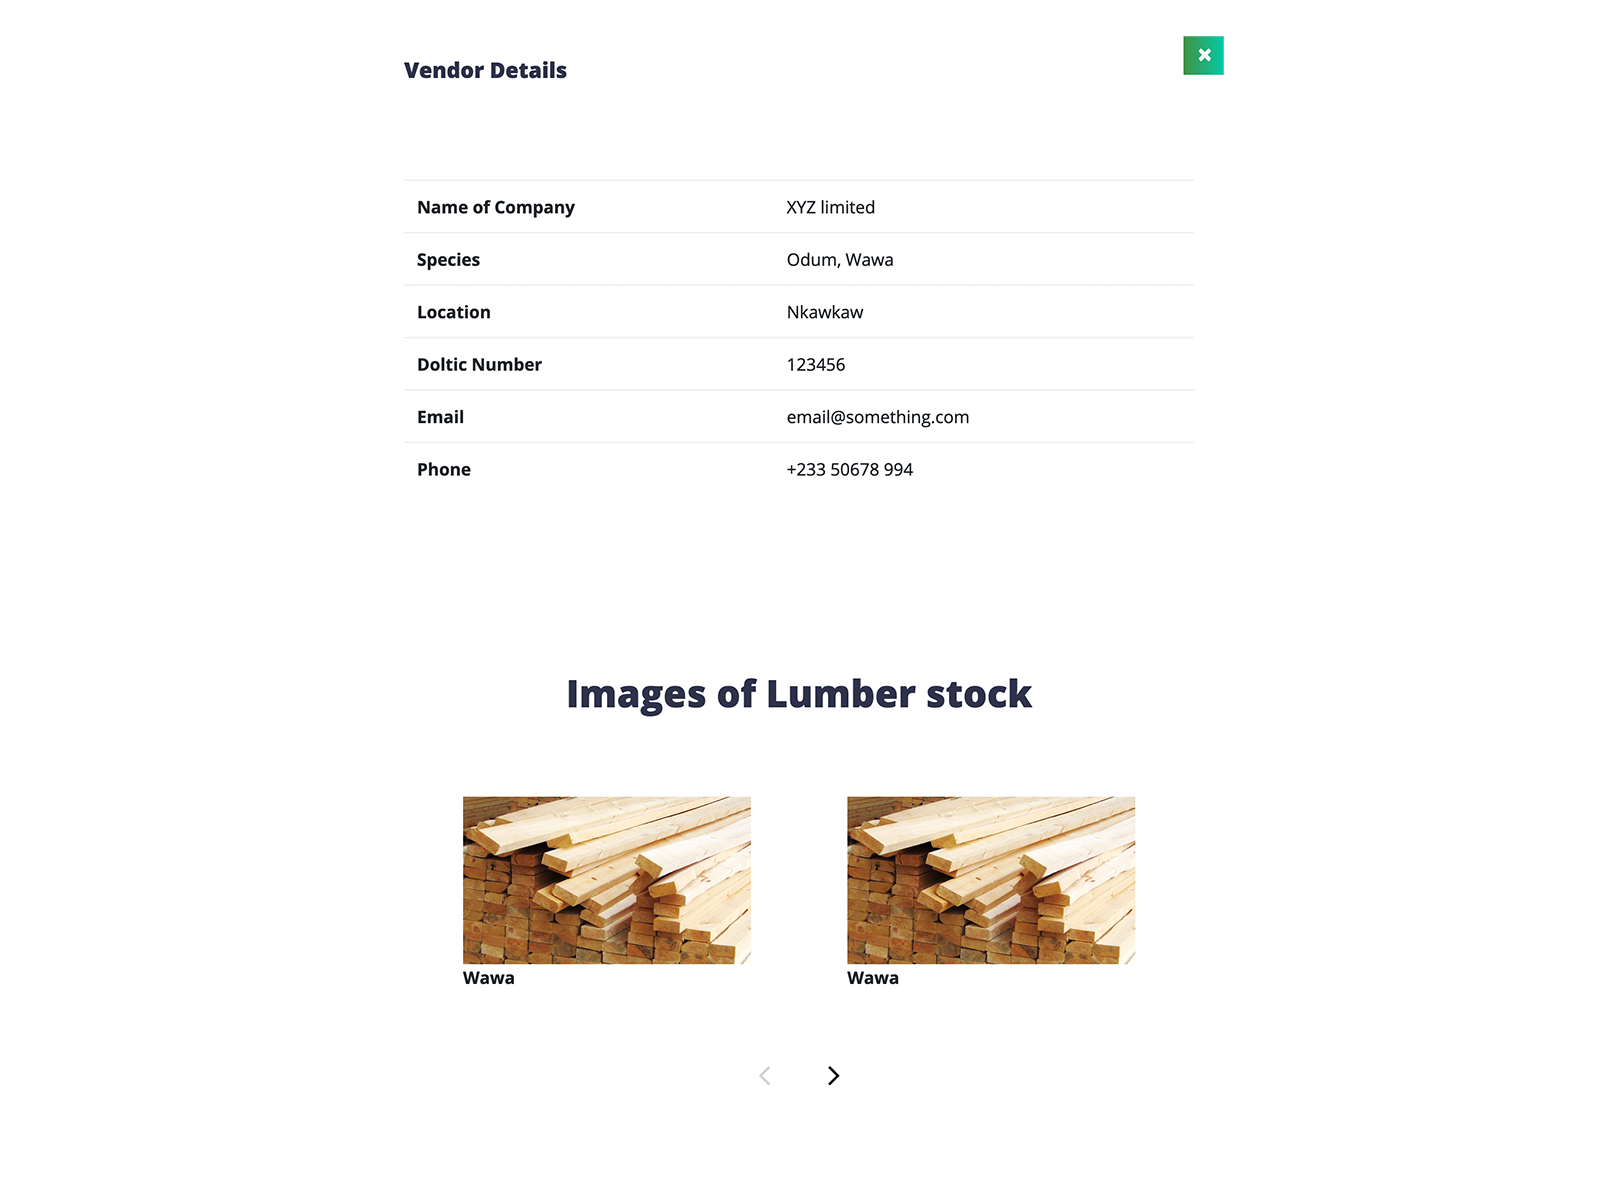 Vendor Details
Name of Company XYZ limited
Species Odum, Wawa
Location Nkawkaw
Doltic Number 123456
Email email@something.com
Phone +233 50678 994
Images of Lumber stock
Wawa Wawa